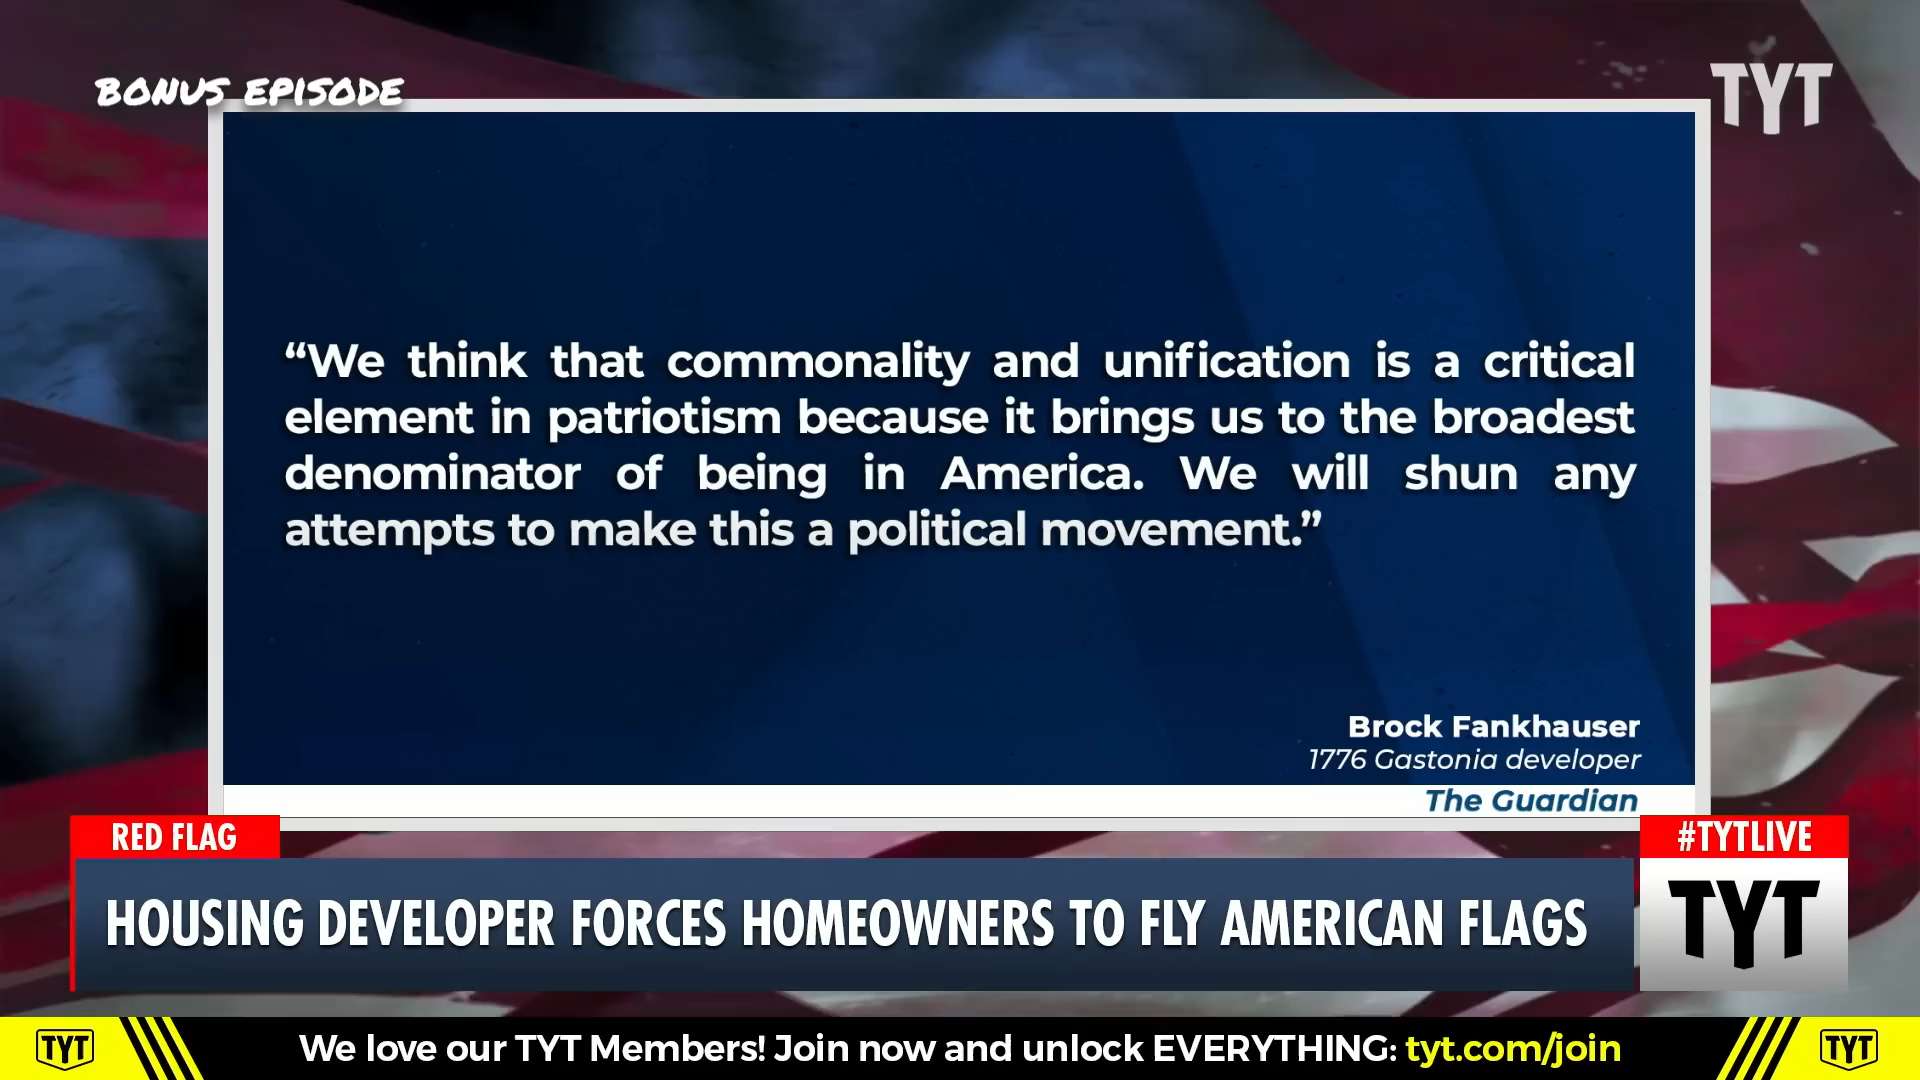 BONUS EPISODE
TYT
“We think that commonality and unification is a critical
element in patriotism because it brings us to the broadest
denominator of being in America. We will shun any
attempts to make this a political movement.”
Brock Fankhauser
1776 Gastonia developer
The Guardian
RED FLAG
#TYTLIVE
HOUSING DEVELOPER FORCES HOMEOWNERS TO FLY AMERICAN FLAGS
TYT
TYT
We love our TYT Members! Join now and unlock EVERYTHING: tyt.com/join
TYT